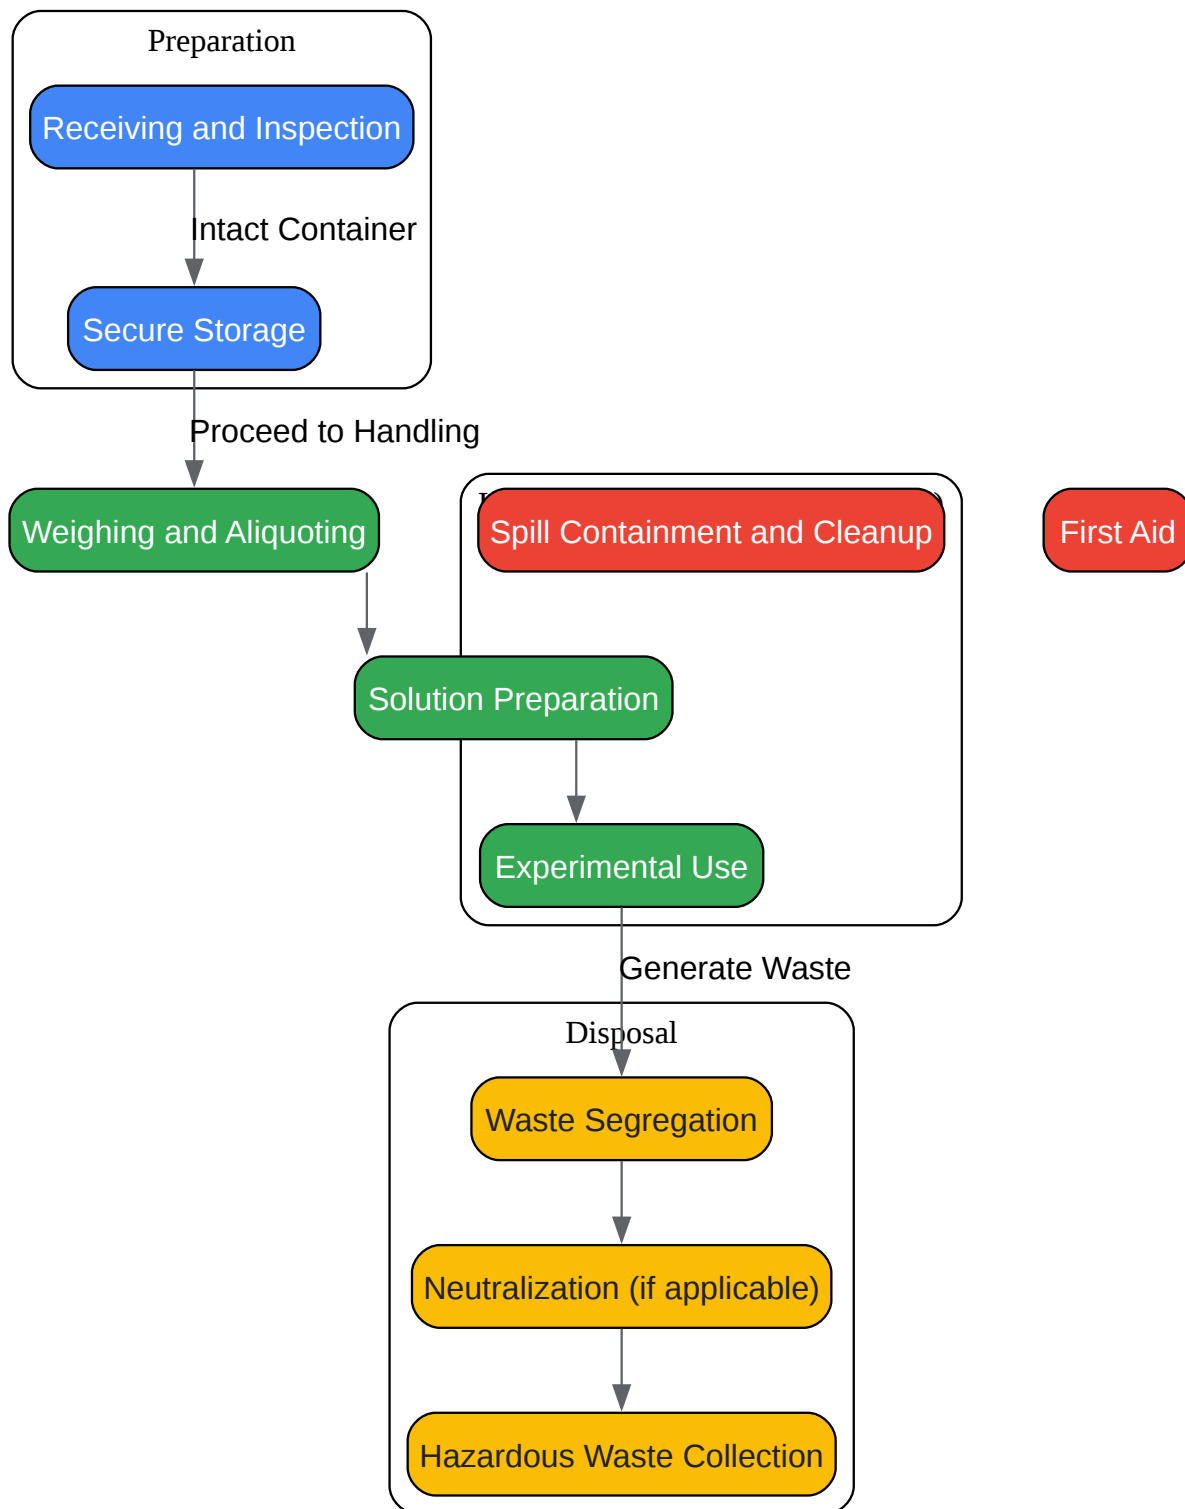 Preparation
Receiving and Inspection
Intact Container
Secure Storage
Proceed to Handling
Weighing and Aliquoting
Spill Containment and Cleanup
First Aid
Solution Preparation
Experimental Use
Generate Waste
Disposal
Waste Segregation
Neutralization (if applicable)
Hazardous Waste Collection